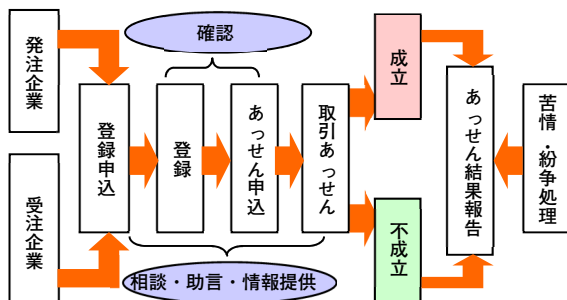 発注企業
受注企業
登録申込
確認
登録
あっせん申込
取引あっせん
相談・助言・情報提供
成立
不成立
あっせん結果報告
苦情・紛争処理